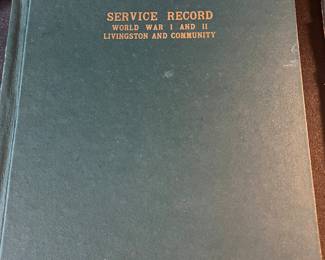 SERVICE RECORD
WORLD WAR I AND II
LIVINGSTON AND COMMUNITY